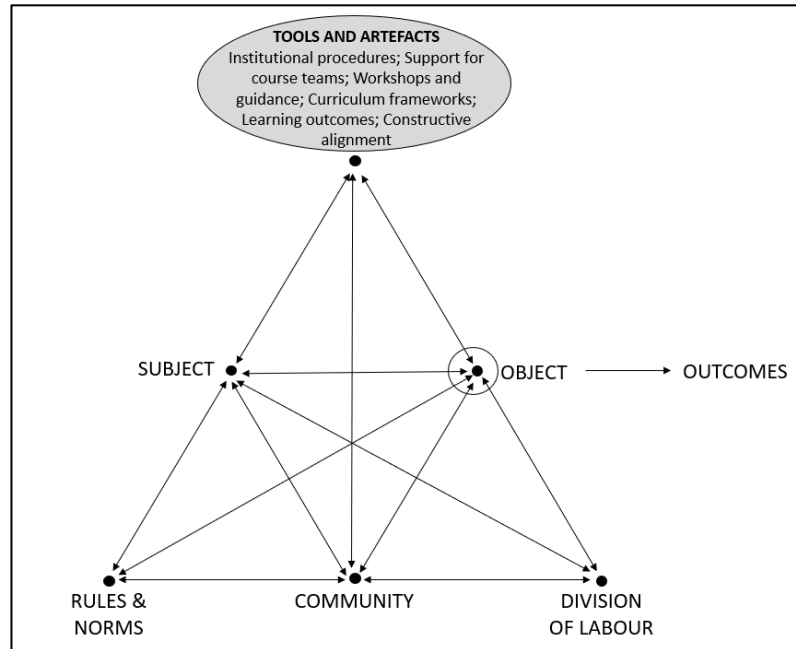 TOOLS AND ARTEFACTS
Institutional procedures; Support for
course teams; Workshops and
guidance; Curriculum frameworks;
Learning outcomes; Constructive
alignment
SUBJECT
OBJECT
OUTCOMES
RULES &
NORMS
COMMUNITY
DIVISION
OF LABOUR